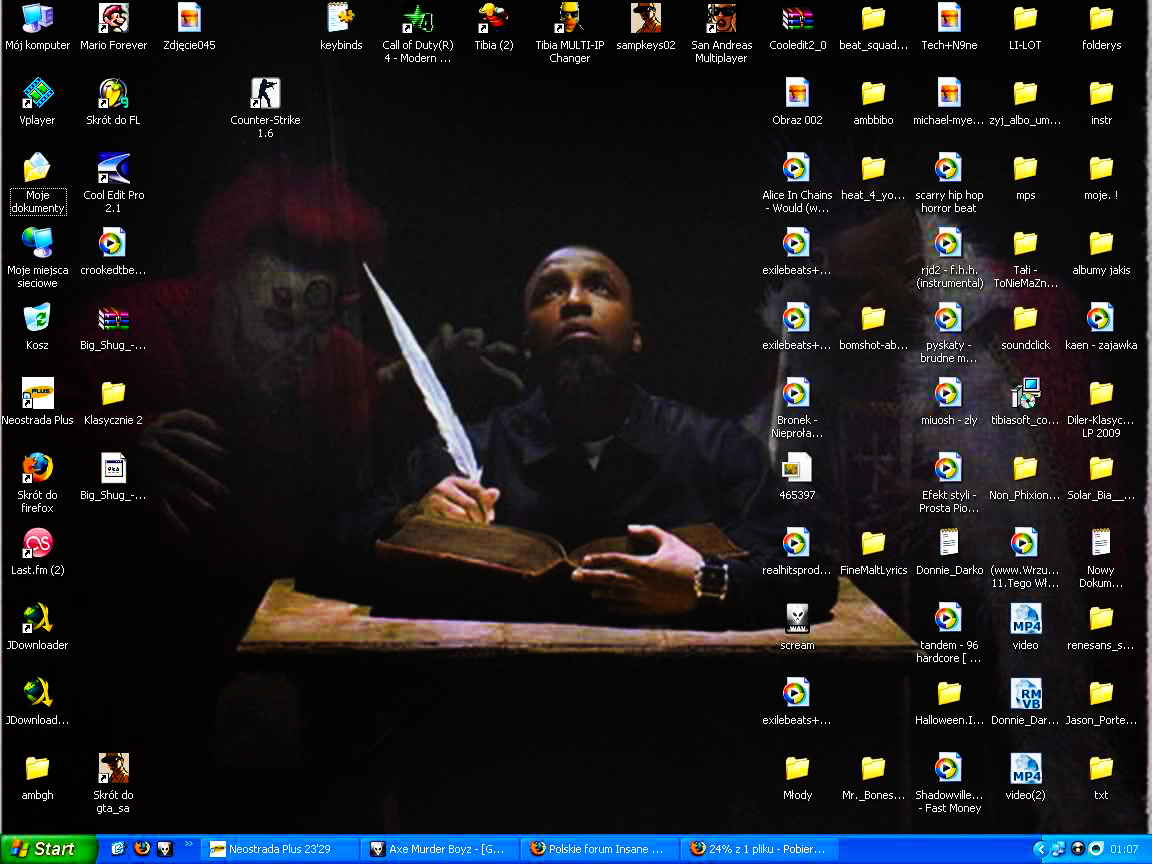 Mój komputer
Mario Forever
Zdjęcie045
keybinds
Call of Duty(R)
4 - Modern ...
Tibia (2)
Tibia MULTI-IP
Changer
sampkeys02
San Andreas
Multiplayer
Cooledit2_0
beat_squad...
Tech+N9ne
LI-LOT
folderys
Vplayer
Skrót do FL
Counter-Strike
1.6
Obraz 002
ambbibo
michael-mye...
zyj_albo_um...
instr
Moje
dokumenty
Cool Edit Pro
2.1
Alice In Chains
- Would (w...
heat_4_yo...
scarry hip hop
horror beat
mps
moje. !
Moje miejsca
sieciowe
crookedtbe...
exilebeats+...
rjd2 - f.h.h.
(instrumental)
Tałi -
ToNieMaZn...
albumy jakis
Kosz
Big_Shug_-...
exilebeats+...
bomshot-ab...
pyskaty -
brudne m...
soundclick
kaen - zajawka
PLUS
Neostrada Plus
Klasycznie 2
Bronek -
Nieproła...
miuosh - zly
tibiasoft_co...
Diler-Klasyc...
LP 2009
Skrót do
firefox
Big_Shug_-...
465397
Efekt styli -
Prosta Pio...
Non_Phixion...
Solar_Bia__...
Last.fm (2)
realhitsprod...
FineMaltLyrics
Donnie_Darko
(www.Wrzu...
11.Tego Wł...
Nowy
Dokum...
JDownloader
WAV
scream
tandem - 96
hardcore [ ...
MP4
video
renesans_s...
JDownload...
exilebeats+...
Halloween.I...
RM
VB
Donnie_Dar...
Jason_Porte...
ambgh
Skrót do
gta_sa
Młody
Mr._Bones...
Shadowville...
- Fast Money
MP4
video(2)
txt
Start
Neostrada Plus 23'29
Axe Murder Boyz - [G...
Polskie forum Insane ...
24% z 1 pliku - Pobier...
01:07